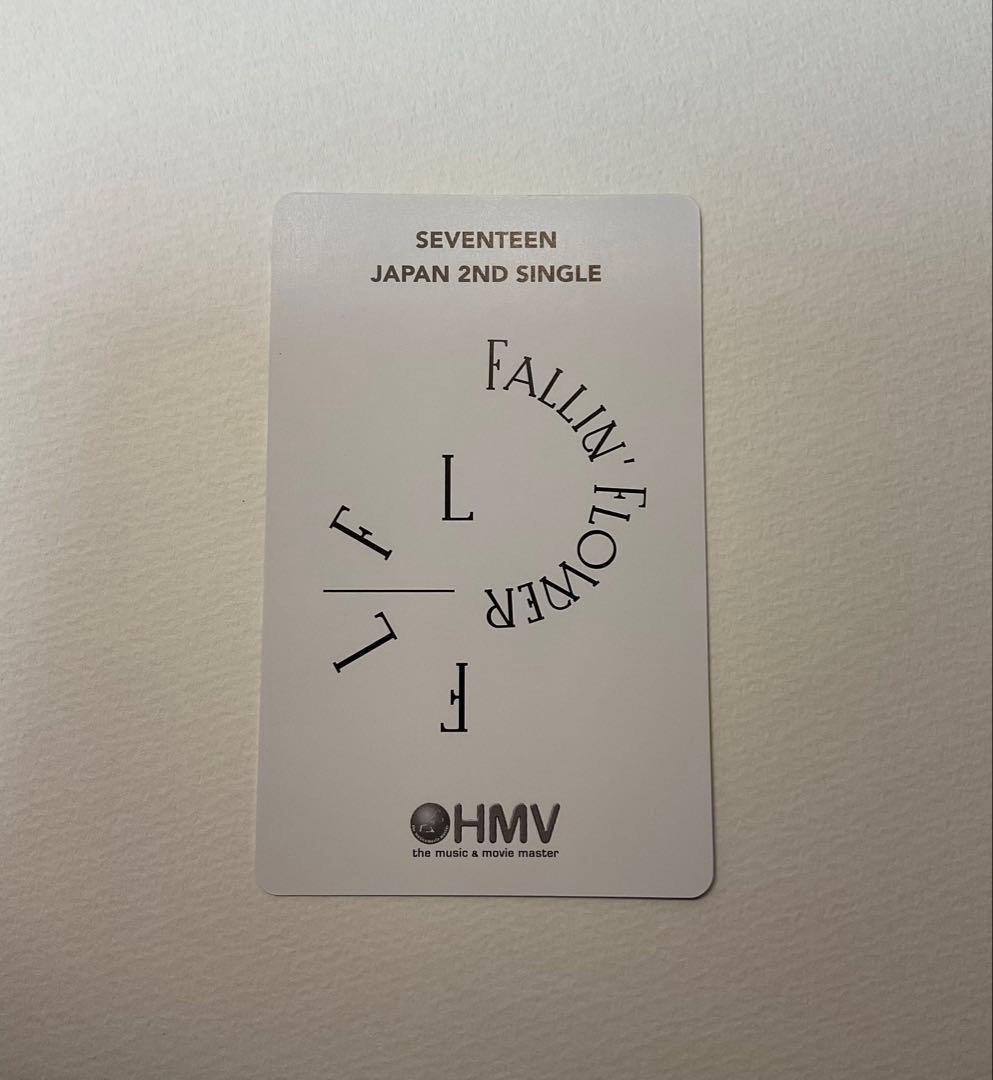 SEVENTEEN
JAPAN 2ND SINGLE
FALLIN' FLOWER
L
F
L
F
HMV
the music & movie master